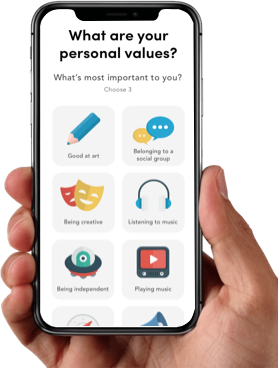 What are your
personal values?
What's most important to you?
Choose 3
Good at art
Belonging to a
social group
Being creative
Listening to music
Being independent
Playing music